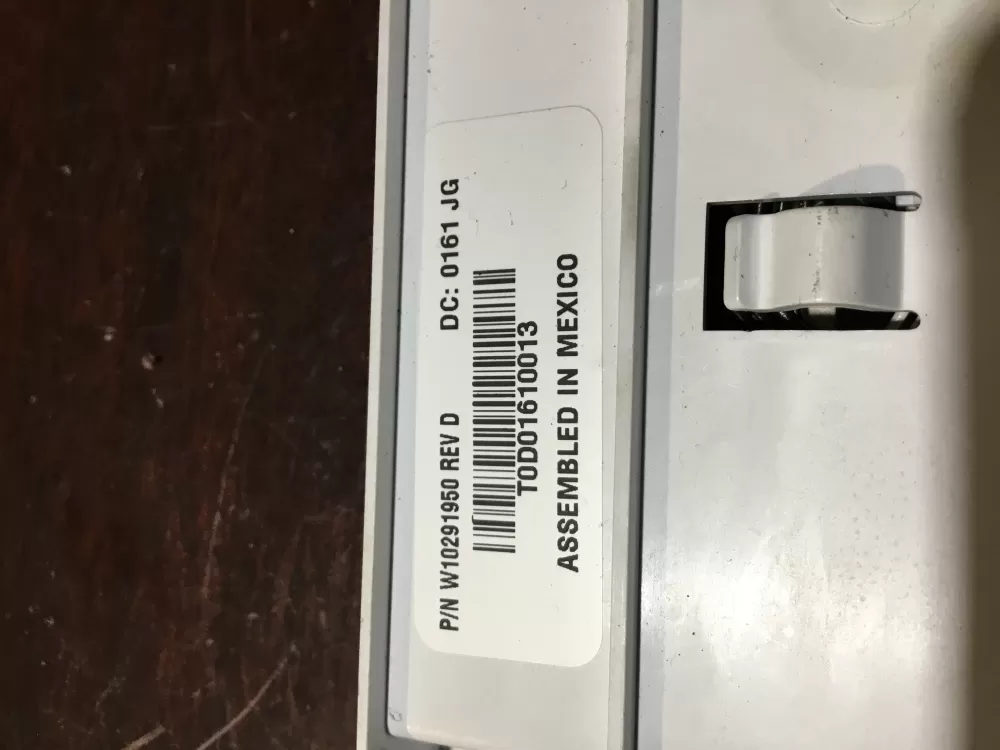 P/N W10291950 REV D DC: 0161 JG
T0D01610013
ASSEMBLED IN MEXICO